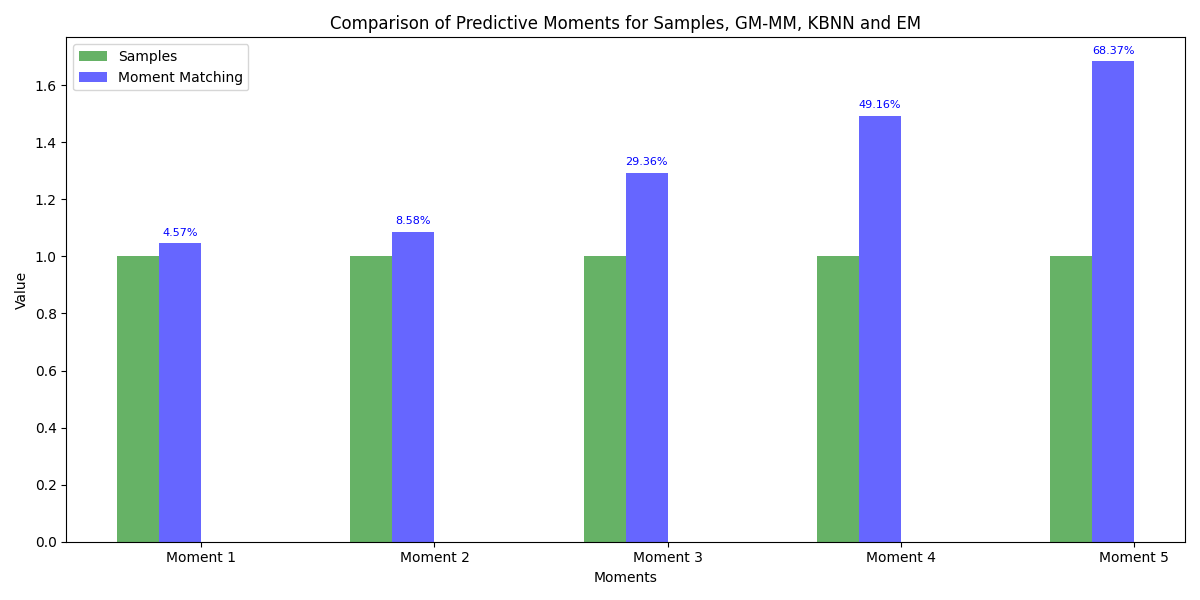 Comparison of Predictive Moments for Samples, GM-MM, KBNN and EM
Samples
Moment Matching
68.37%
49.16%
29.36%
8.58%
4.57%
1.6
1.4
1.2
1.0
0.8
0.6
0.4
0.2
0.0
Value
Moment 1 Moment 2 Moment 3 Moment 4 Moment 5
Moments